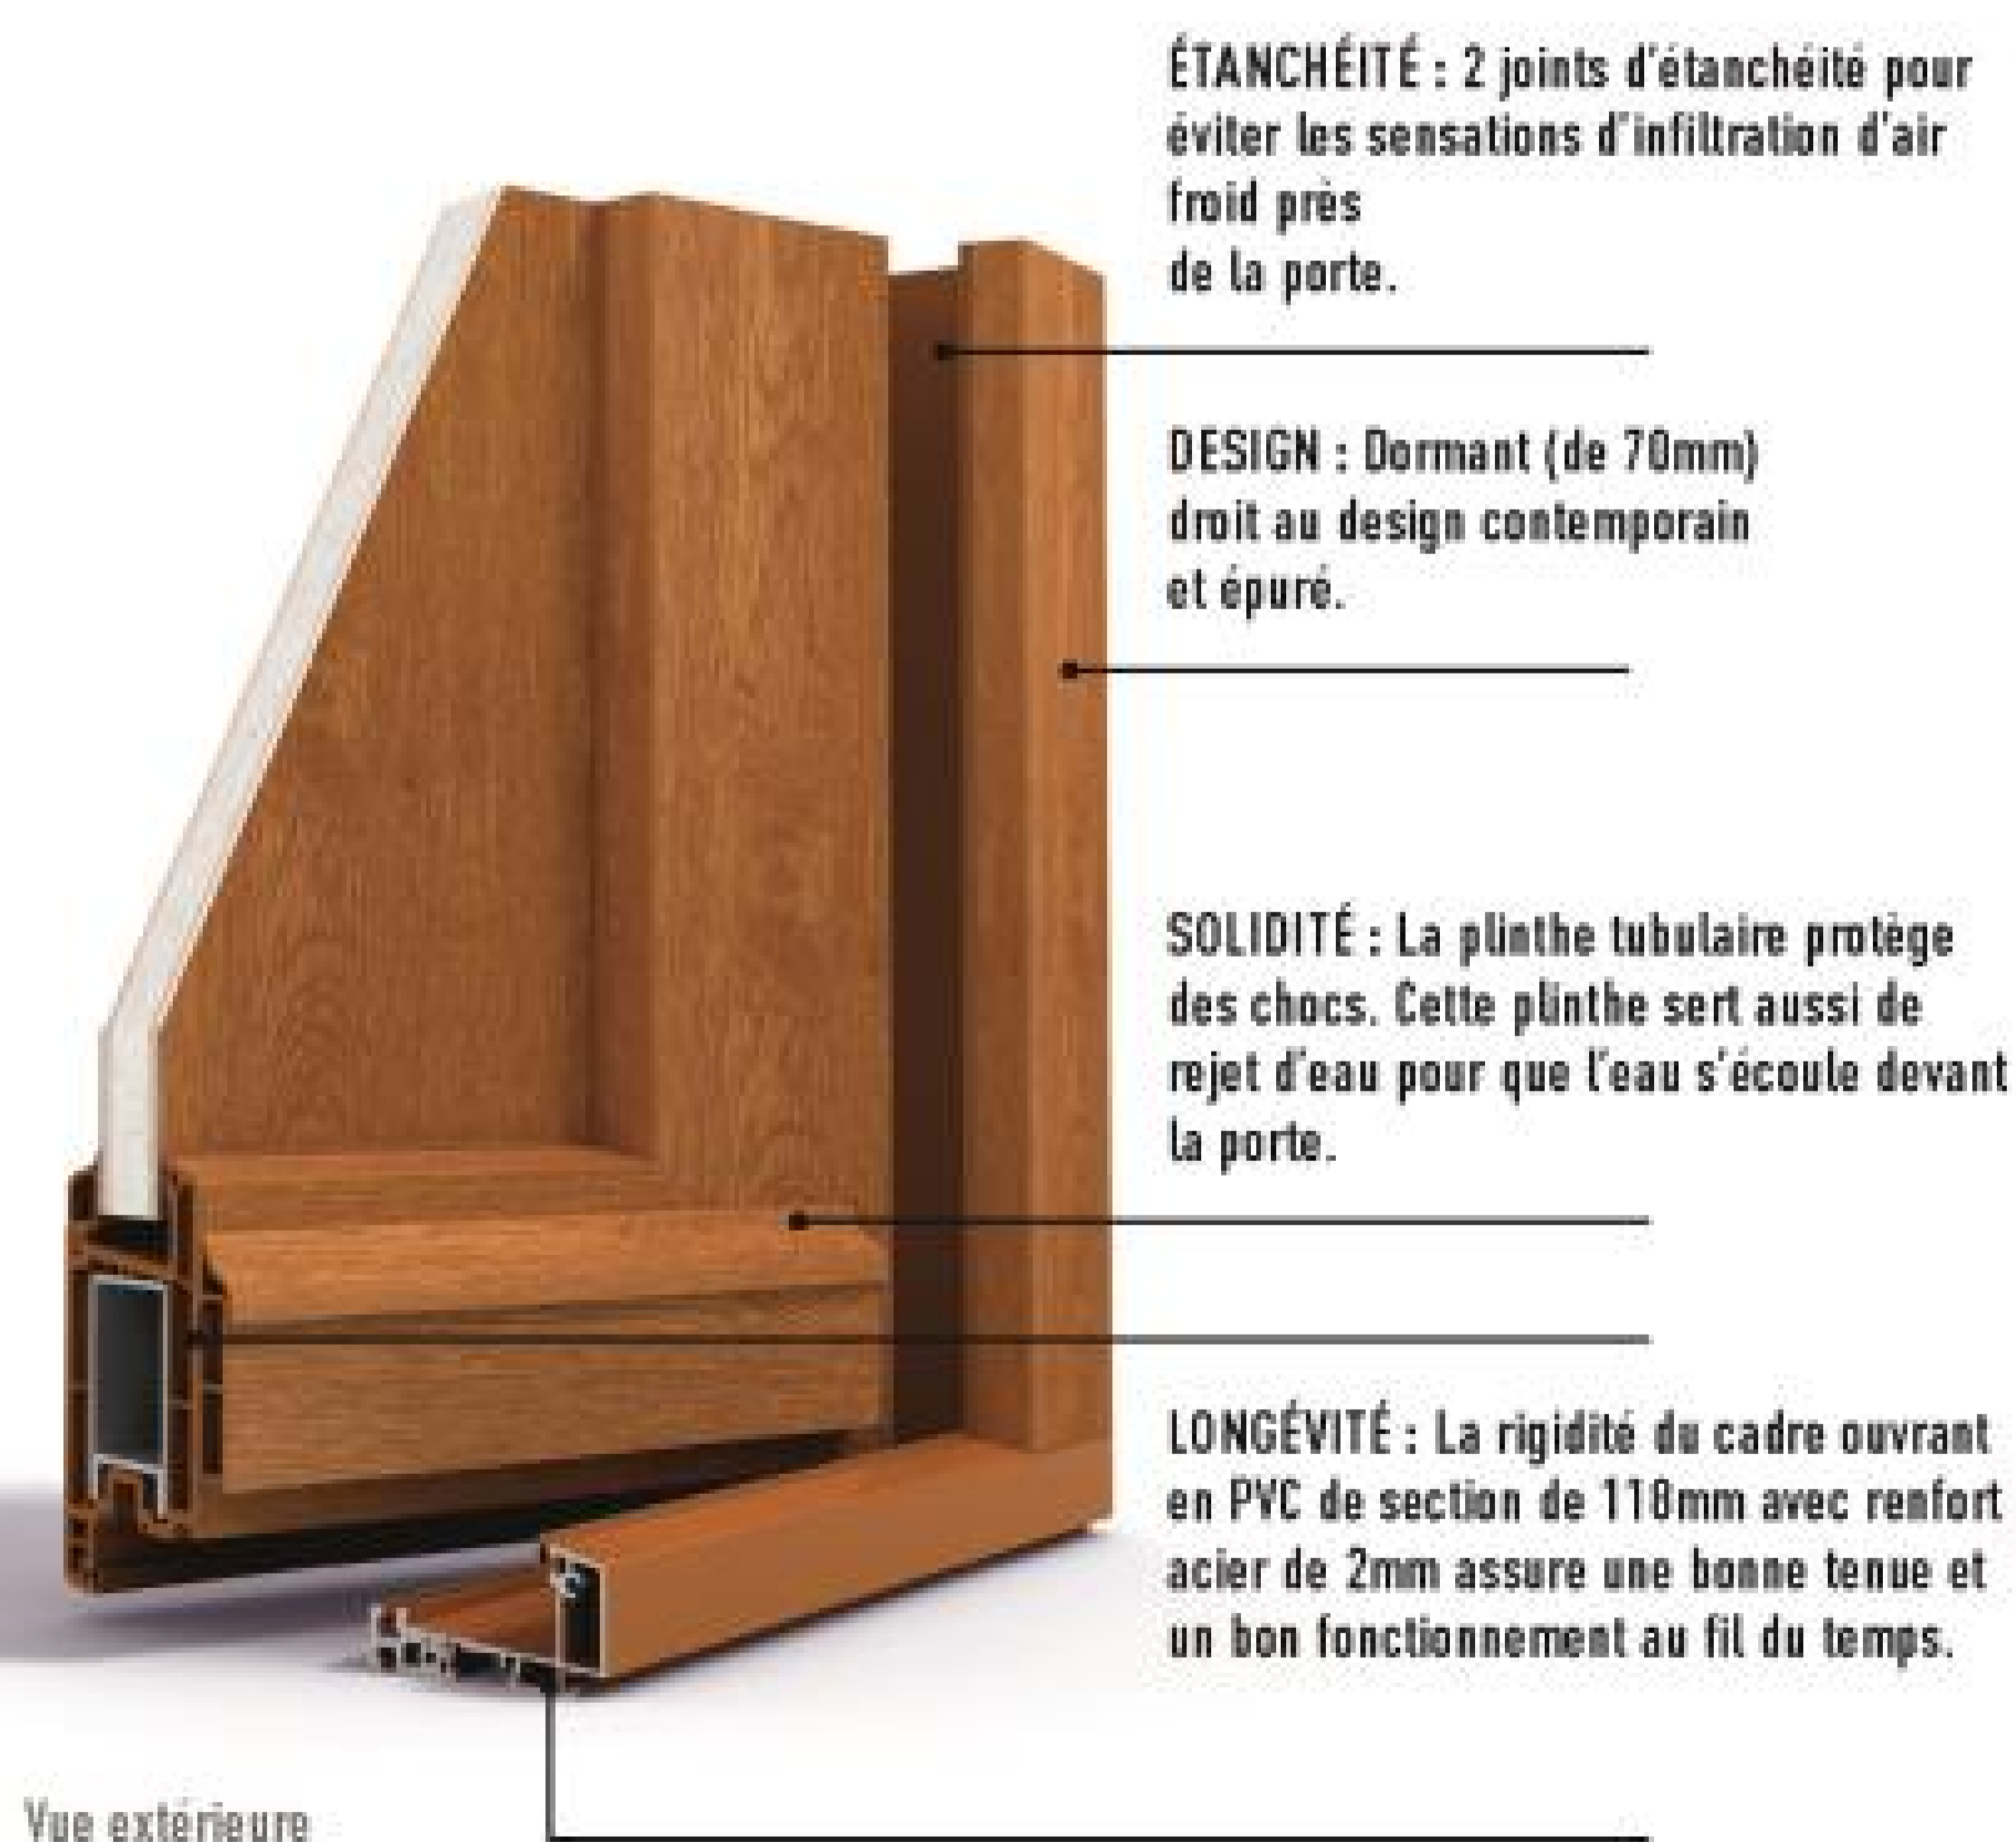 ÉTANCHÉITÉ : 2 joints d'étanchéité pour
éviter les sensations d'infiltration d'air
froid près
de la porte.
DESIGN : Dormant (de 70mm)
droit au design contemporain
et épuré.
SOLIDITÉ : La plinthe tubulaire protège
des chocs. Cette plinthe sert aussi de
rejet d'eau pour que l'eau s'écoule devant
la porte.
LONGÉVITÉ : La rigidité du cadre ouvrant
en PVC de section de 118mm avec renfort
acier de 2mm assure une bonne tenue et
un bon fonctionnement au fil du temps.
Vue extérieure